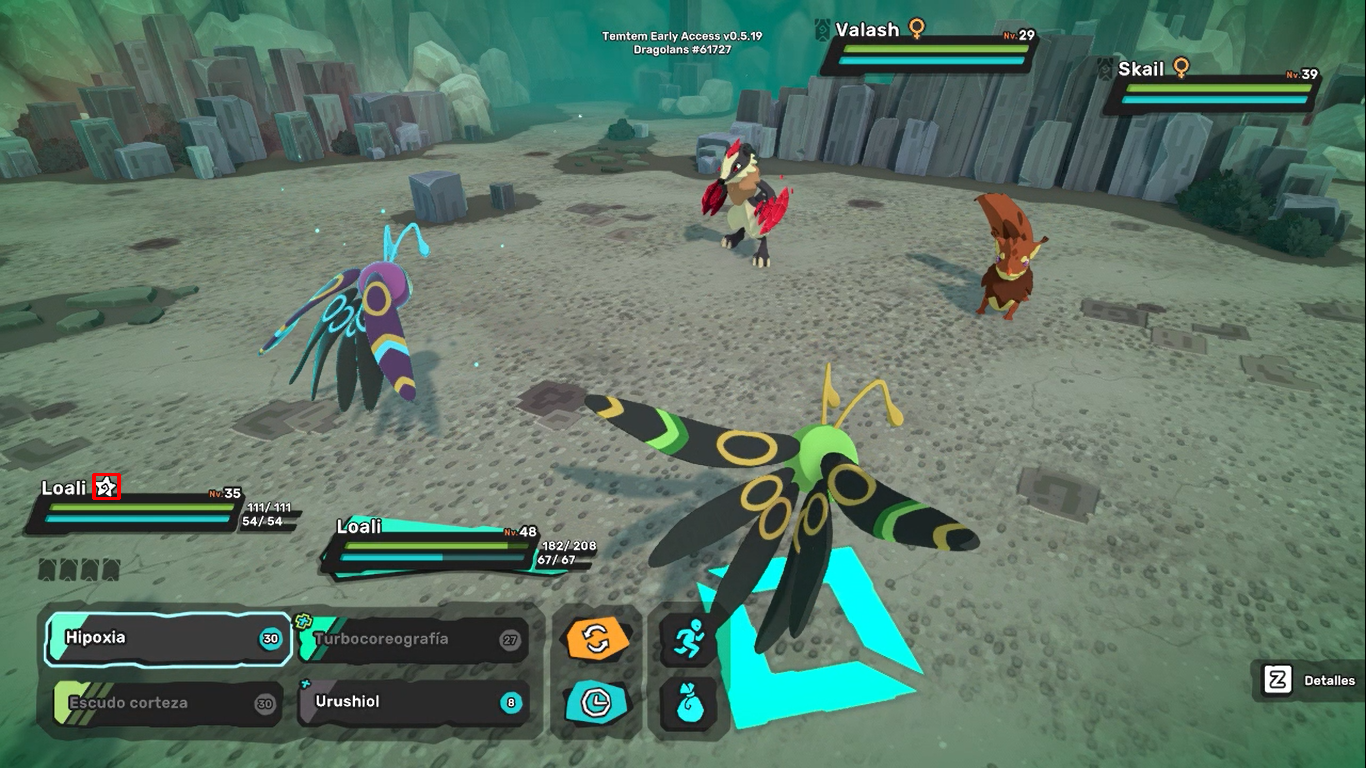 Temtem Early Access v0.5.19
Dragolans #61727
Valash
Nv.29
Skail
Nv.39
Loali
Nv.35
111/ 111
54/ 54
Loali
Nv.48
182/ 208
67/ 67
Hipoxia 30
Turbocoreografía 27
Escudo corteza 30
Urushiol 8
Z Detalles